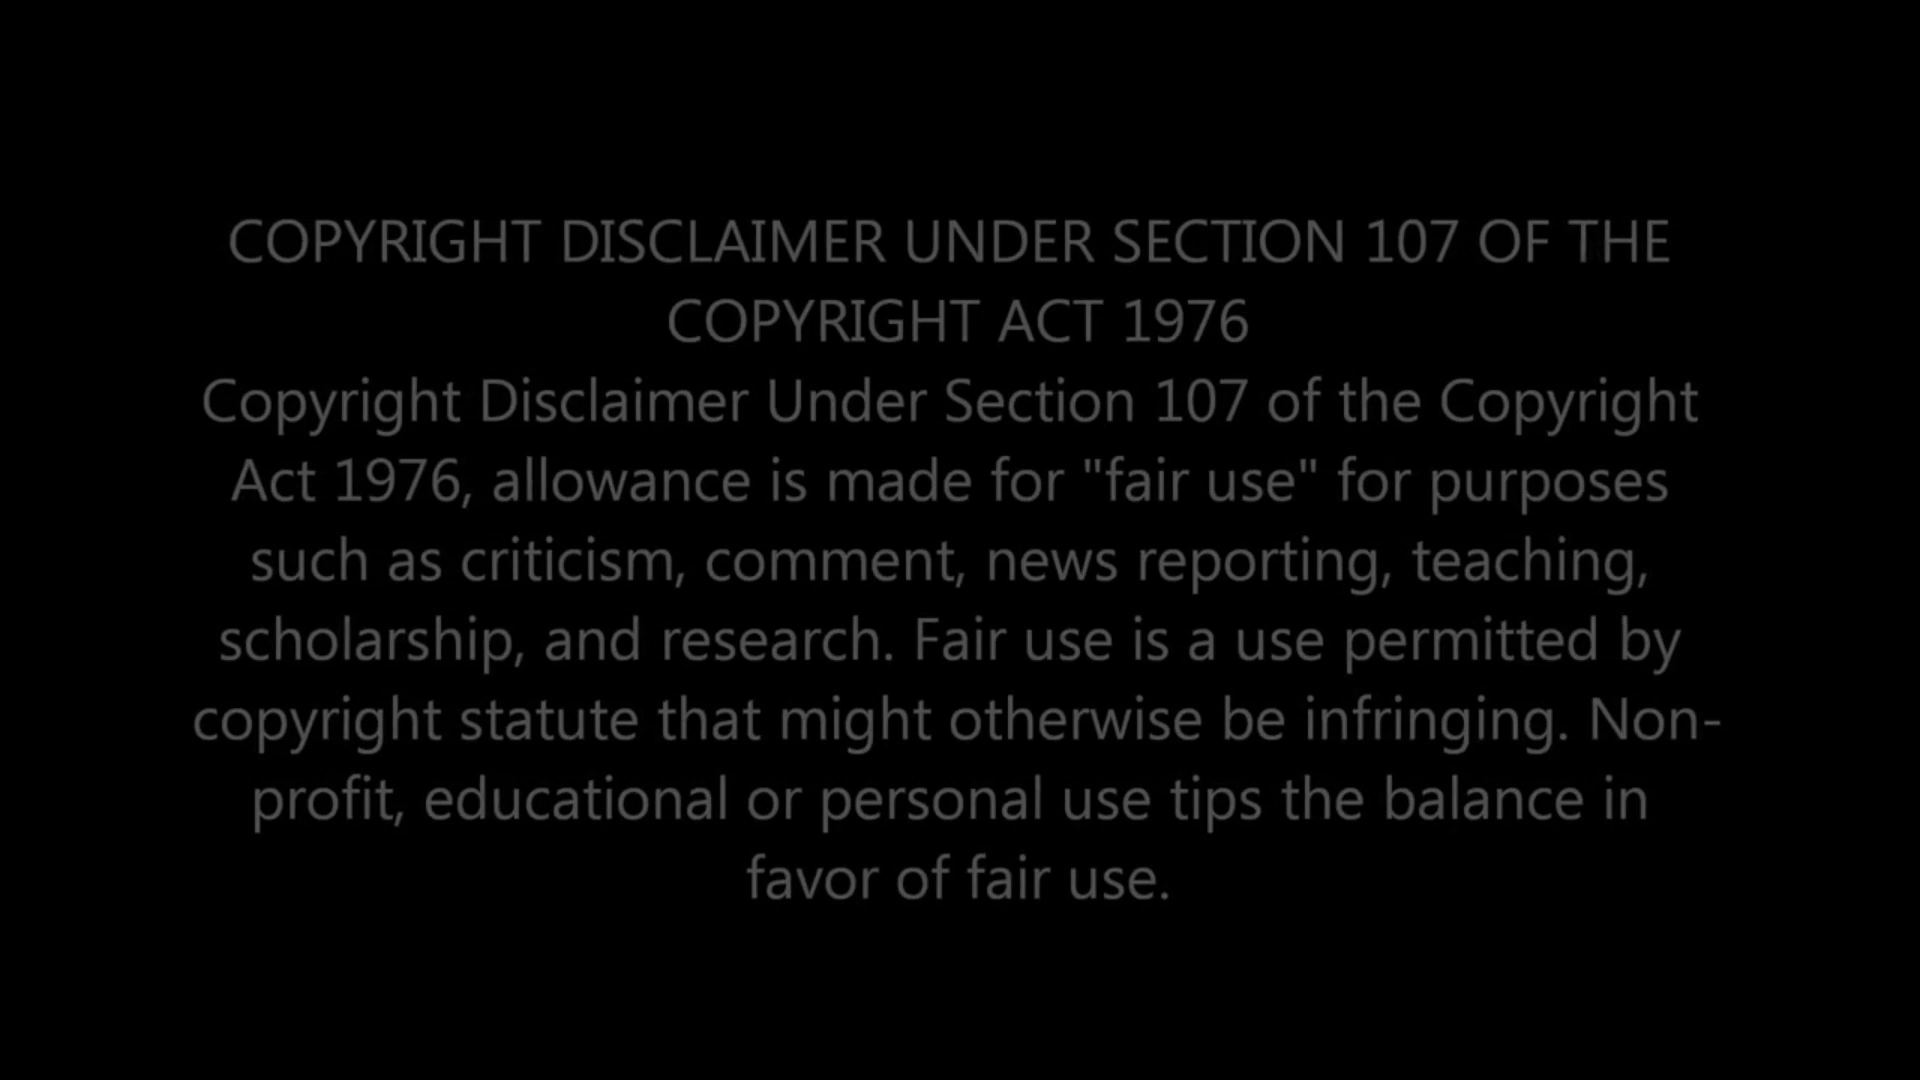 COPYRIGHT DISCLAIMER UNDER SECTION 107 OF THE
COPYRIGHT ACT 1976
Copyright Disclaimer Under Section 107 of the Copyright
Act 1976, allowance is made for "fair use" for purposes
such as criticism, comment, news reporting, teaching,
scholarship, and research. Fair use is a use permitted by
copyright statute that might otherwise be infringing. Non-
profit, educational or personal use tips the balance in
favor of fair use.